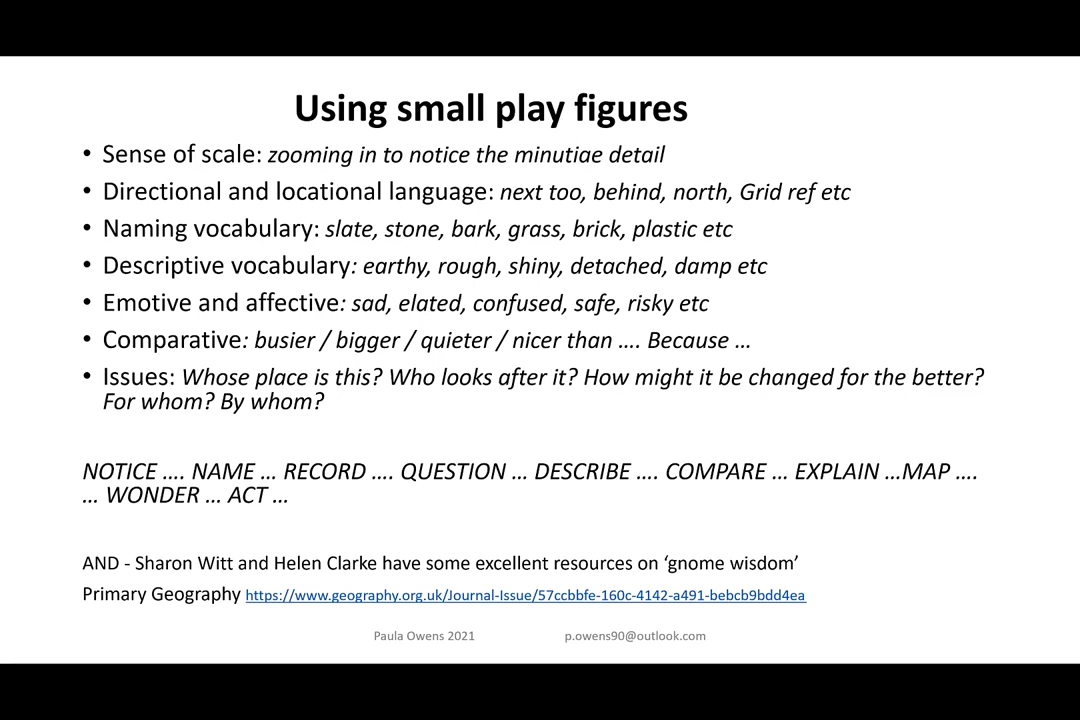 Using small play figures
• Sense of scale: zooming in to notice the minutiae detail
• Directional and locational language: next too, behind, north, Grid ref etc
• Naming vocabulary: slate, stone, bark, grass, brick, plastic etc
• Descriptive vocabulary: earthy, rough, shiny, detached, damp etc
• Emotive and affective: sad, elated, confused, safe, risky etc
• Comparative: busier / bigger / quieter / nicer than …. Because …
• Issues: Whose place is this? Who looks after it? How might it be changed for the better?
For whom? By whom?
NOTICE …. NAME … RECORD …. QUESTION … DESCRIBE …. COMPARE … EXPLAIN …MAP ….
… WONDER … ACT …
AND - Sharon Witt and Helen Clarke have some excellent resources on ‘gnome wisdom’
Primary Geography https://www.geography.org.uk/Journal-Issue/57ccbbfe-160c-4142-a491-bebcb9bdd4ea
Paula Owens 2021 p.owens90@outlook.com